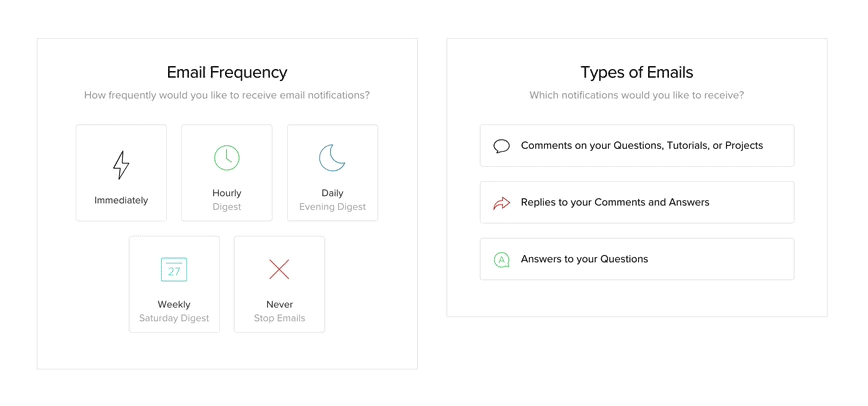 Email Frequency
How frequently would you like to receive email notifications?
Immediately
Hourly
Digest
Daily
Evening Digest
27
Weekly
Saturday Digest
Never
Stop Emails
Types of Emails
Which notifications would you like to receive?
Comments on your Questions, Tutorials, or Projects
Replies to your Comments and Answers
A
Answers to your Questions